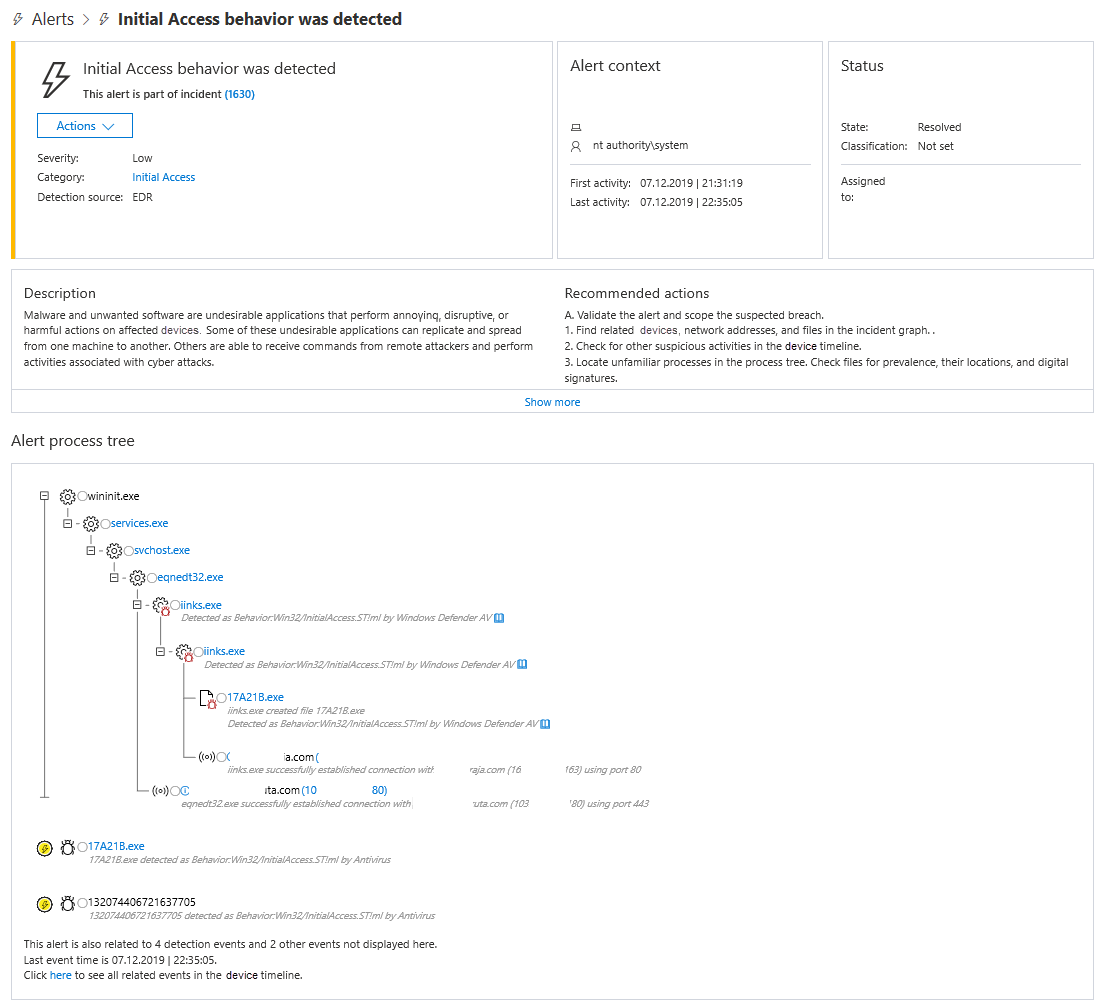 Alerts > Initial Access behavior was detected
Initial Access behavior was detected
This alert is part of incident (1630)
Actions
Severity: Low
Category: Initial Access
Detection source: EDR
Alert context
nt authority\system
First activity: 07.12.2019 | 21:31:19
Last activity: 07.12.2019 | 22:35:05
Status
State: Resolved
Classification: Not set
Assigned
to:
Description
Malware and unwanted software are undesirable applications that perform annoying, disruptive, or
harmful actions on affected devices. Some of these undesirable applications can replicate and spread
from one machine to another. Others are able to receive commands from remote attackers and perform
activities associated with cyber attacks.
Recommended actions
A. Validate the alert and scope the suspected breach.
1. Find related devices, network addresses, and files in the incident graph. .
2. Check for other suspicious activities in the device timeline.
3. Locate unfamiliar processes in the process tree. Check files for prevalence, their locations, and digital
signatures.
Show more
Alert process tree
wininit.exe
services.exe
svchost.exe
eqnedt32.exe
iinks.exe
Detected as Behavior:Win32/InitialAccess.ST!ml by Windows Defender AV
iinks.exe
Detected as Behavior:Win32/InitialAccess.ST!ml by Windows Defender AV
17A21B.exe
iinks.exe created file 17A21B.exe
Detected as Behavior:Win32/InitialAccess.ST!ml by Windows Defender AV
ia.com (
iinks.exe successfully established connection with raja.com (16 163) using port 80
uta.com (10 80)
eqnedt32.exe successfully established connection with uta.com (103 80) using port 443
17A21B.exe
17A21B.exe detected as Behavior:Win32/InitialAccess.ST!ml by Antivirus
132074406721637705
132074406721637705 detected as Behavior:Win32/InitialAccess.ST!ml by Antivirus
This alert is also related to 4 detection events and 2 other events not displayed here.
Last event time is 07.12.2019 | 22:35:05.
Click here to see all related events in the device timeline.